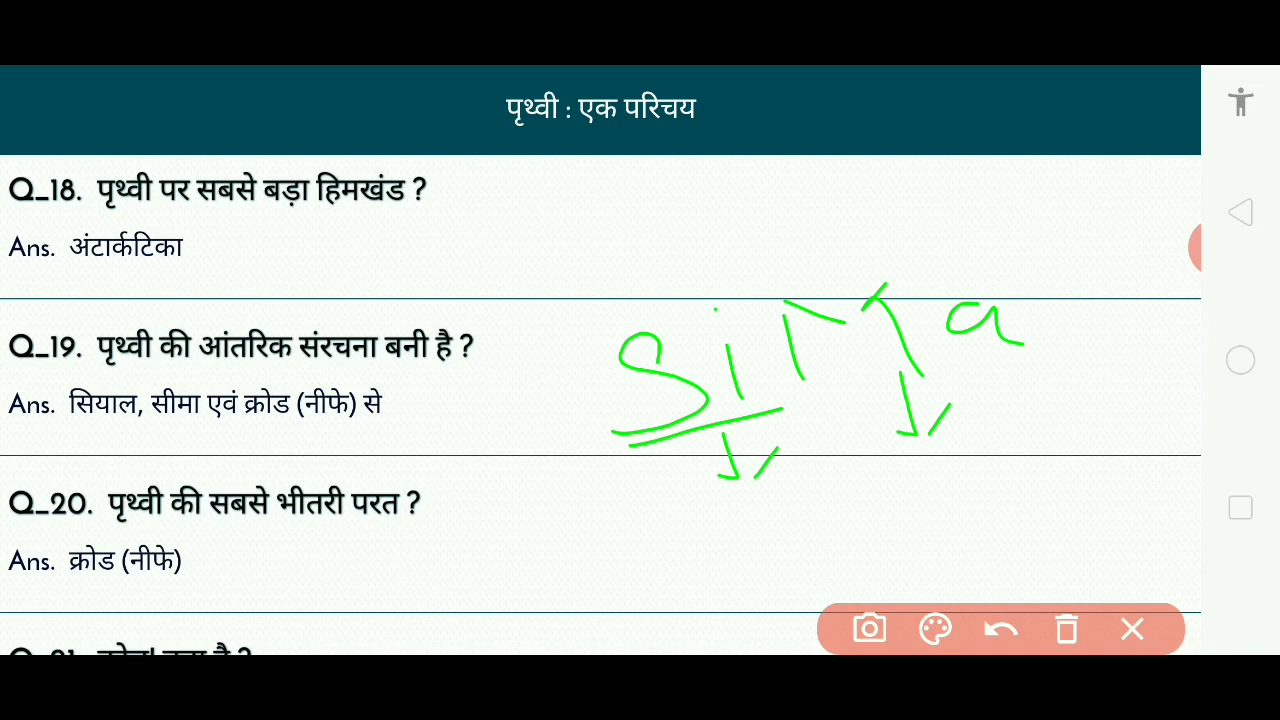 पृथ्वी : एक परिचय
Q_18. पृथ्वी पर सबसे बड़ा हिमखंड ?
Ans. अंटार्कटिका
Q_19. पृथ्वी की आंतरिक संरचना बनी है ?
Ans. सियाल, सीमा एवं क्रोड (नीफे) से
Sima
Q_20. पृथ्वी की सबसे भीतरी परत ?
Ans. क्रोड (नीफे)